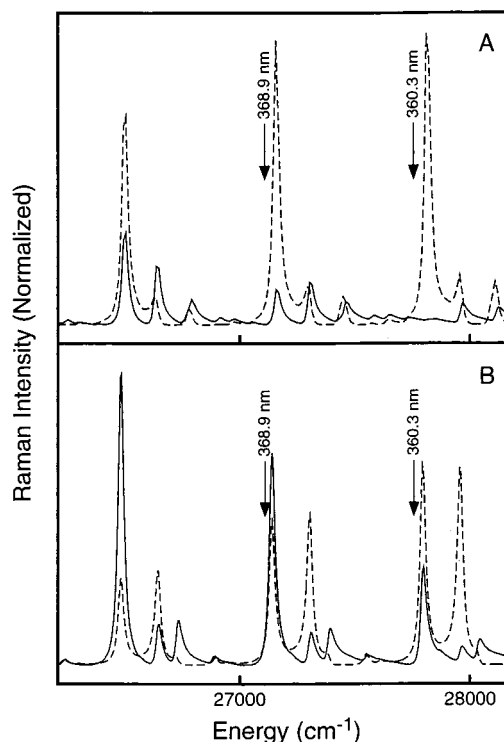 A
368.9 nm
360.3 nm
B
368.9 nm
360.3 nm
Raman Intensity (Normalized)
27000
28000
Energy (cm⁻¹)